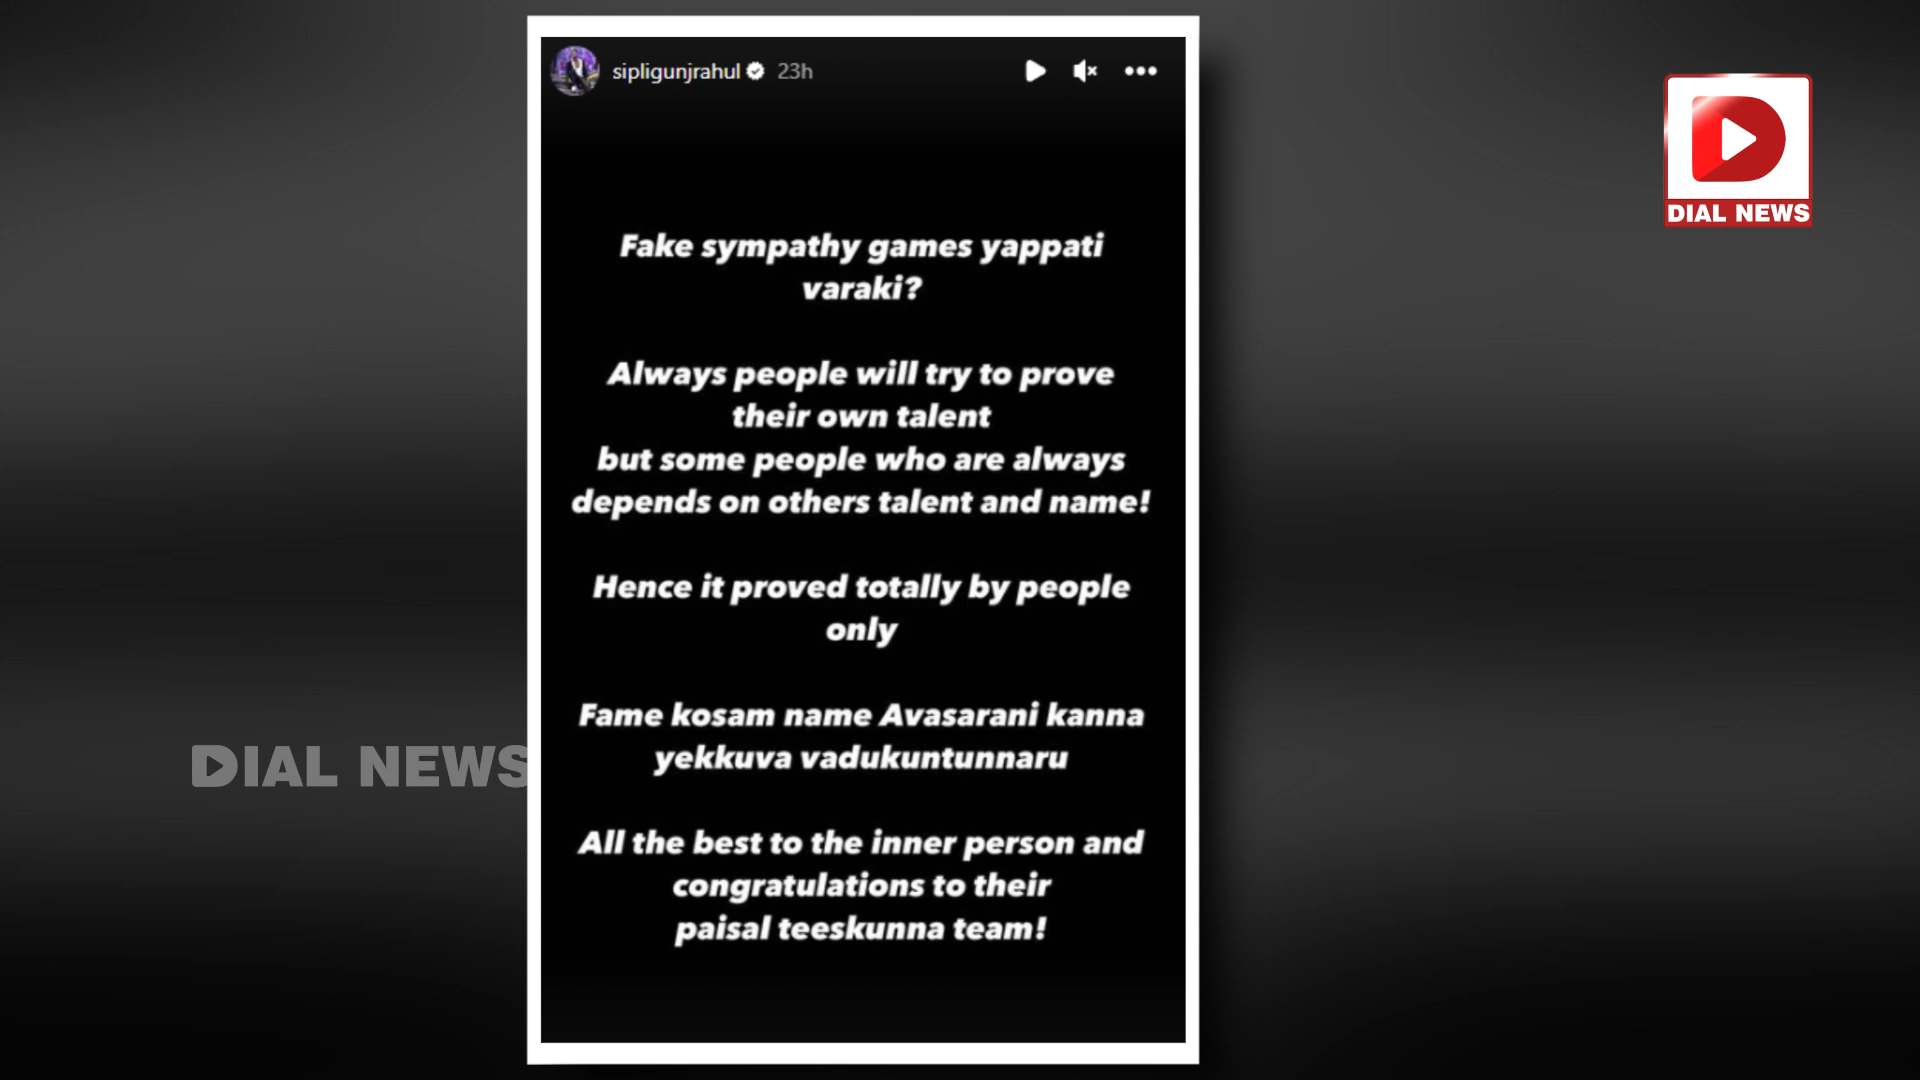 sipligunjrahul 23h
DIAL NEWS
Fake sympathy games yappati
varaki?
Always people will try to prove
their own talent
but some people who are always
depends on others talent and name!
Hence it proved totally by people
only
Fame kosam name Avasarani kanna
yekkuva vadukuntunnaru
DIAL NEWS
All the best to the inner person and
congratulations to their
paisal teeskunna team!